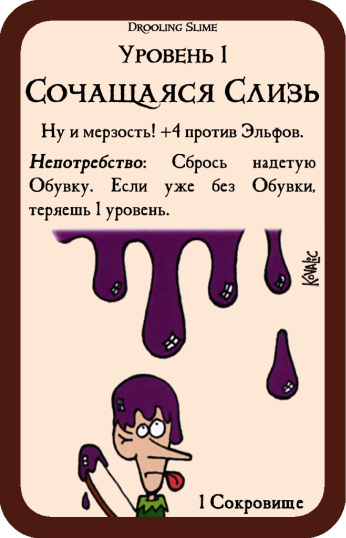 Drooling Slime
Уровень 1
Сочащаяся Слизь
Ну и мерзость! +4 против Эльфов.
Непотребство: Сбрось надетую
Обувку. Если уже без Обувки,
теряешь 1 уровень.
KOVALIC
1 Сокровище